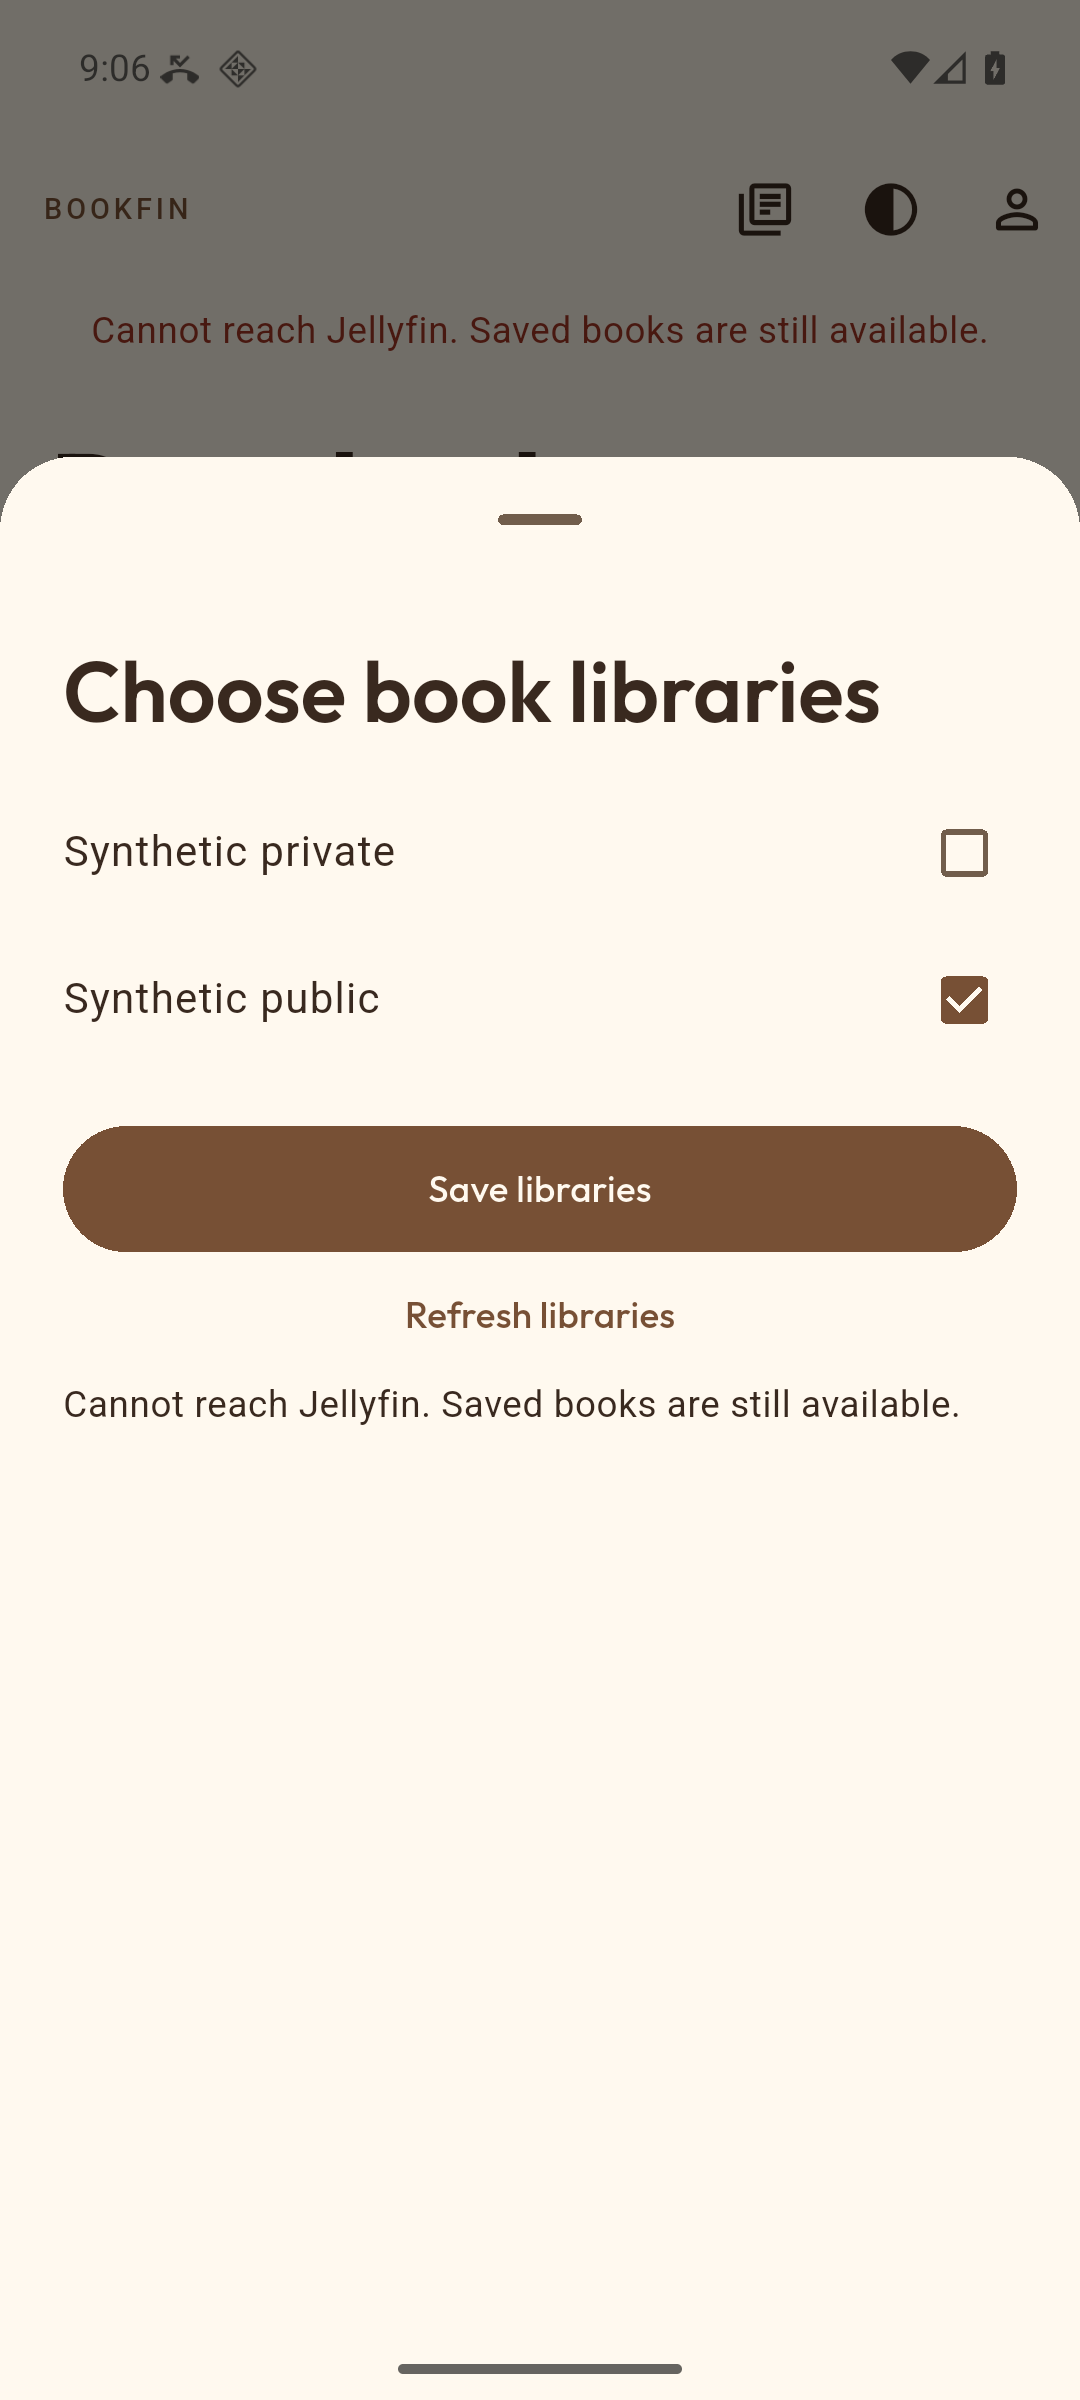 9:06
BOOKFIN
Cannot reach Jellyfin. Saved books are still available.
Choose book libraries
Synthetic private
Synthetic public
Save libraries
Refresh libraries
Cannot reach Jellyfin. Saved books are still available.